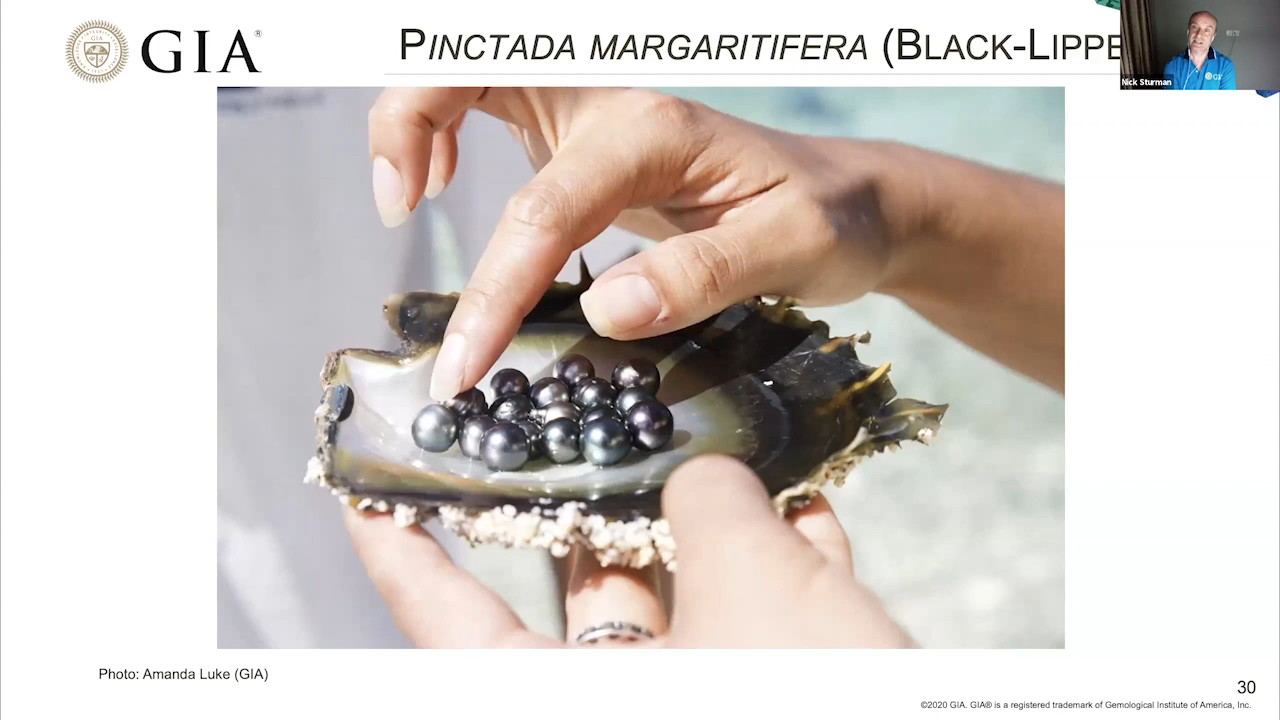 GIA®
PINCTADA MARGARITIFERA (BLACK-LIPPE
Nick Sturman
Photo: Amanda Luke (GIA)
30
©2020 GIA. GIA® is a registered trademark of Gemological Institute of America, Inc.